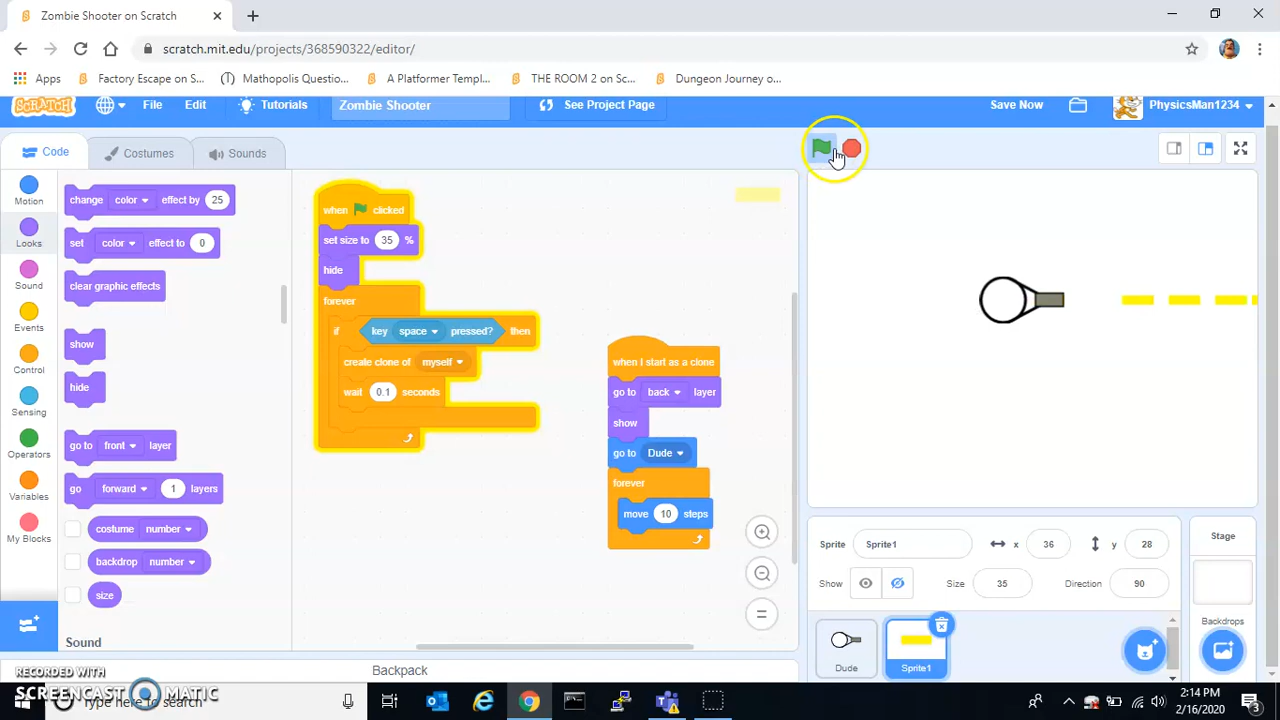 Zombie Shooter on Scratch
scratch.mit.edu/projects/368590322/editor/
Apps Factory Escape on S... Mathopolis Questio... A Platformer Templ... THE ROOM 2 on Sc... Dungeon Journey o...
SCRATCH File Edit Tutorials Zombie Shooter See Project Page Save Now PhysicsMan1234
Code Costumes Sounds
Motion
Looks
Sound
Events
Control
Sensing
Operators
Variables
My Blocks
change color effect by 25
set color effect to 0
clear graphic effects
show
hide
go to front layer
go forward 1 layers
costume number
backdrop number
size
Sound
when clicked
set size to 35 %
hide
forever
if key space pressed? then
create clone of myself
wait 0.1 seconds
when I start as a clone
go to back layer
show
go to Dude
forever
move 10 steps
Sprite Sprite1 x 36 y 28
Show Size 35 Direction 90
Dude Sprite1
Stage
Backdrops
Backpack
RECORDED WITH
SCREENCAST MATIC
Type here to search
2:14 PM
2/16/2020
3